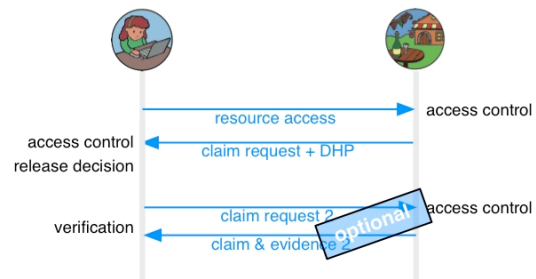 resource access
access control
claim request + DHP
access control
release decision
claim request 2
access control
optional
verification
claim & evidence 2